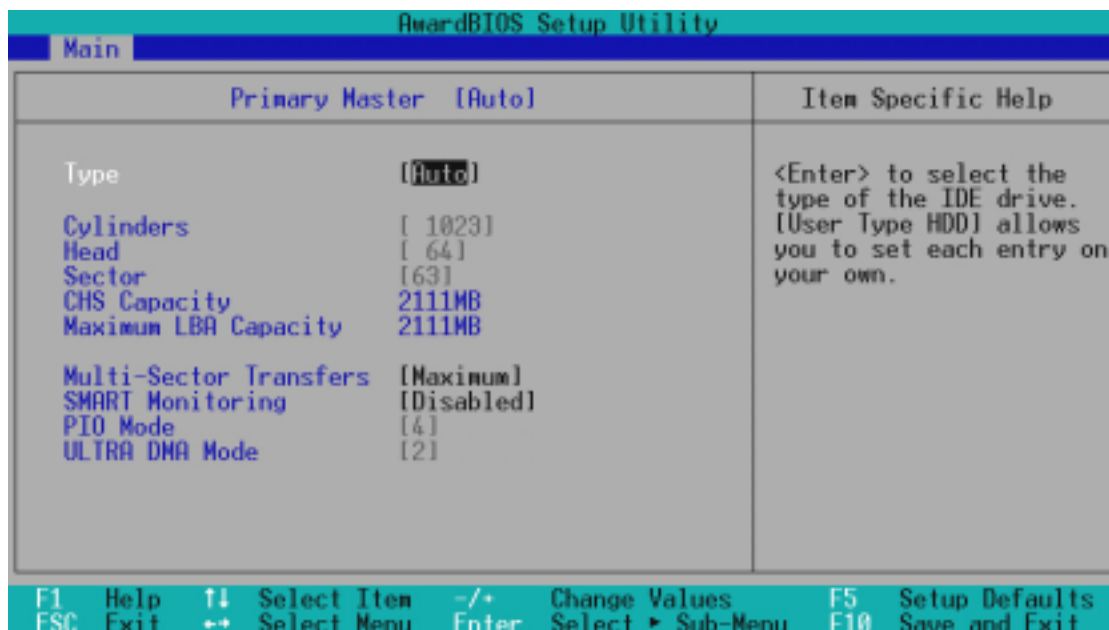 AwardBIOS Setup Utility
Main
Primary Master [Auto]
Item Specific Help
Type [Auto]
Cylinders [ 1023]
Head [ 64]
Sector [63]
CHS Capacity 2111MB
Maximum LBA Capacity 2111MB
Multi-Sector Transfers [Maximum]
SMART Monitoring [Disabled]
PIO Mode [4]
ULTRA DMA Mode [2]
<Enter> to select the
type of the IDE drive.
[User Type HDD] allows
you to set each entry on
your own.
F1 Help ↑↓ Select Item -/+ Change Values F5 Setup Defaults
ESC Exit ←→ Select Menu Enter Select ► Sub-Menu F10 Save and Exit